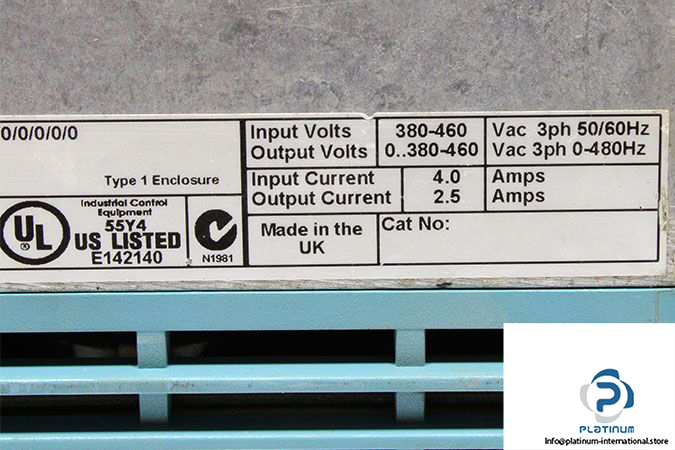 0/0/0/0/0
Type 1 Enclosure
Input Volts 380-460 Vac 3ph 50/60Hz
Output Volts 0..380-460 Vac 3ph 0-480Hz
Input Current 4.0 Amps
Output Current 2.5 Amps
UL
®
Industrial Control
Equipment
55Y4
US LISTED
E142140
N1981
Made in the
UK
Cat No:
PLATINUM
Info@platinum-international.store